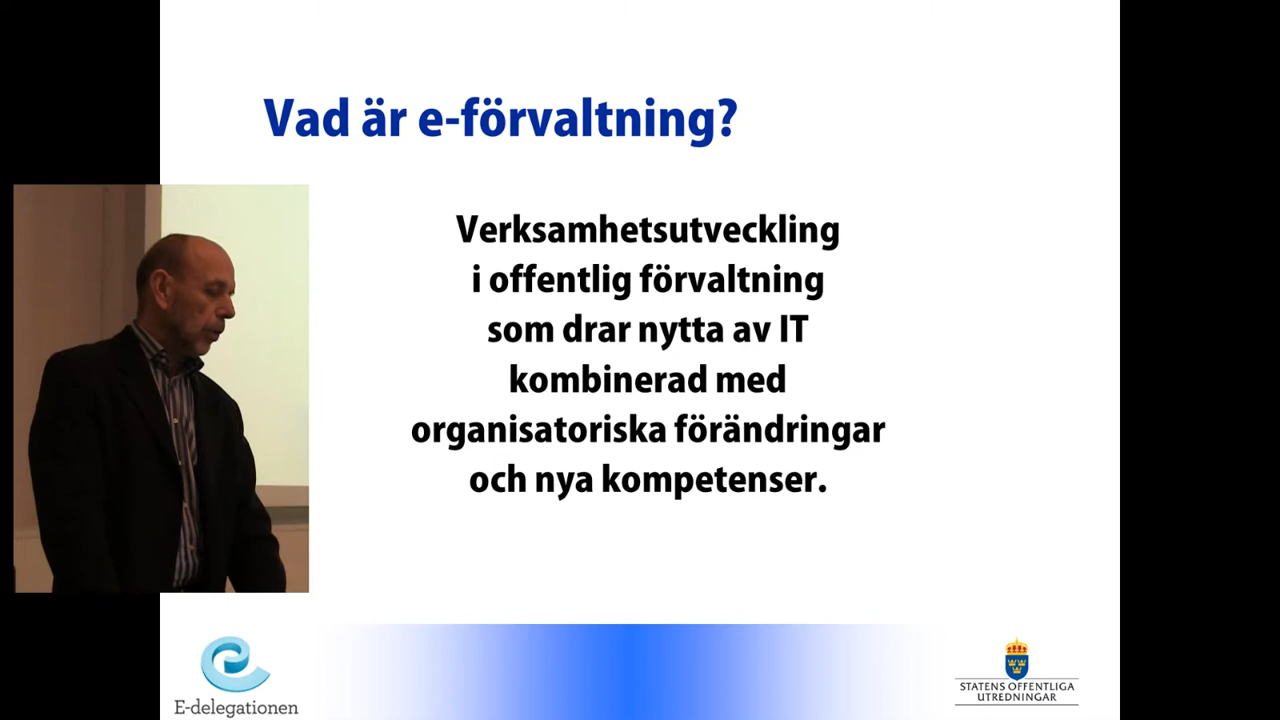 Vad är e-förvaltning?
Verksamhetsutveckling
i offentlig förvaltning
som drar nytta av IT
kombinerad med
organisatoriska förändringar
och nya kompetenser.
E-delegationen
STATENS OFFENTLIGA
UTREDNINGAR